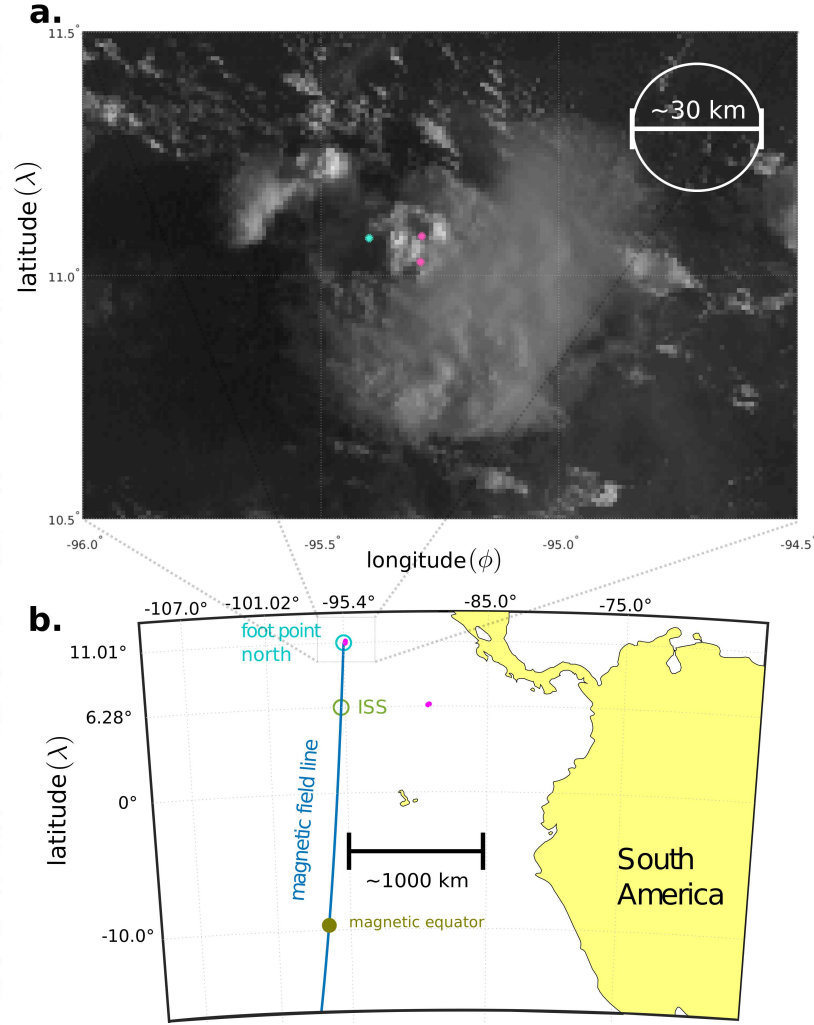 a.
11.5°
~30 km
latitude (λ)
11.0°
10.5°
-96.0°
-95.5°
-95.0°
-94.5°
longitude(ϕ)
b.
-107.0°
-101.02°
-95.4°
-85.0°
-75.0°
foot point
north
11.01°
ISS
6.28°
latitude(λ)
magnetic field line
0°
~1000 km
South
America
magnetic equator
-10.0°